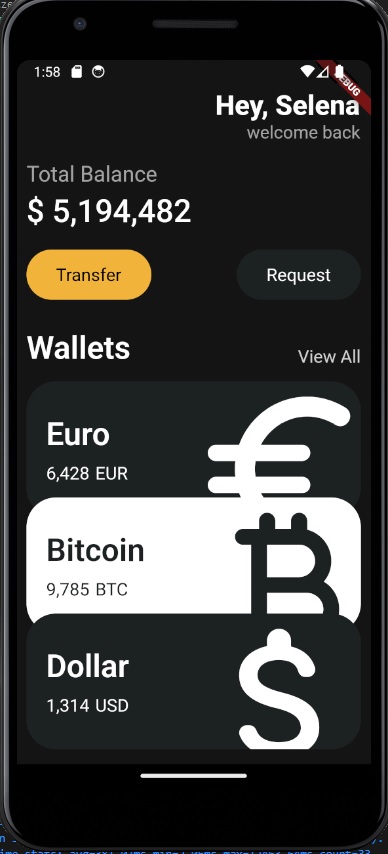 1:58
DEBUG
Hey, Selena
welcome back
Total Balance
$ 5,194,482
Transfer
Request
Wallets
View All
Euro
6,428 EUR
€
Bitcoin
9,785 BTC
₿
Dollar
1,314 USD
$